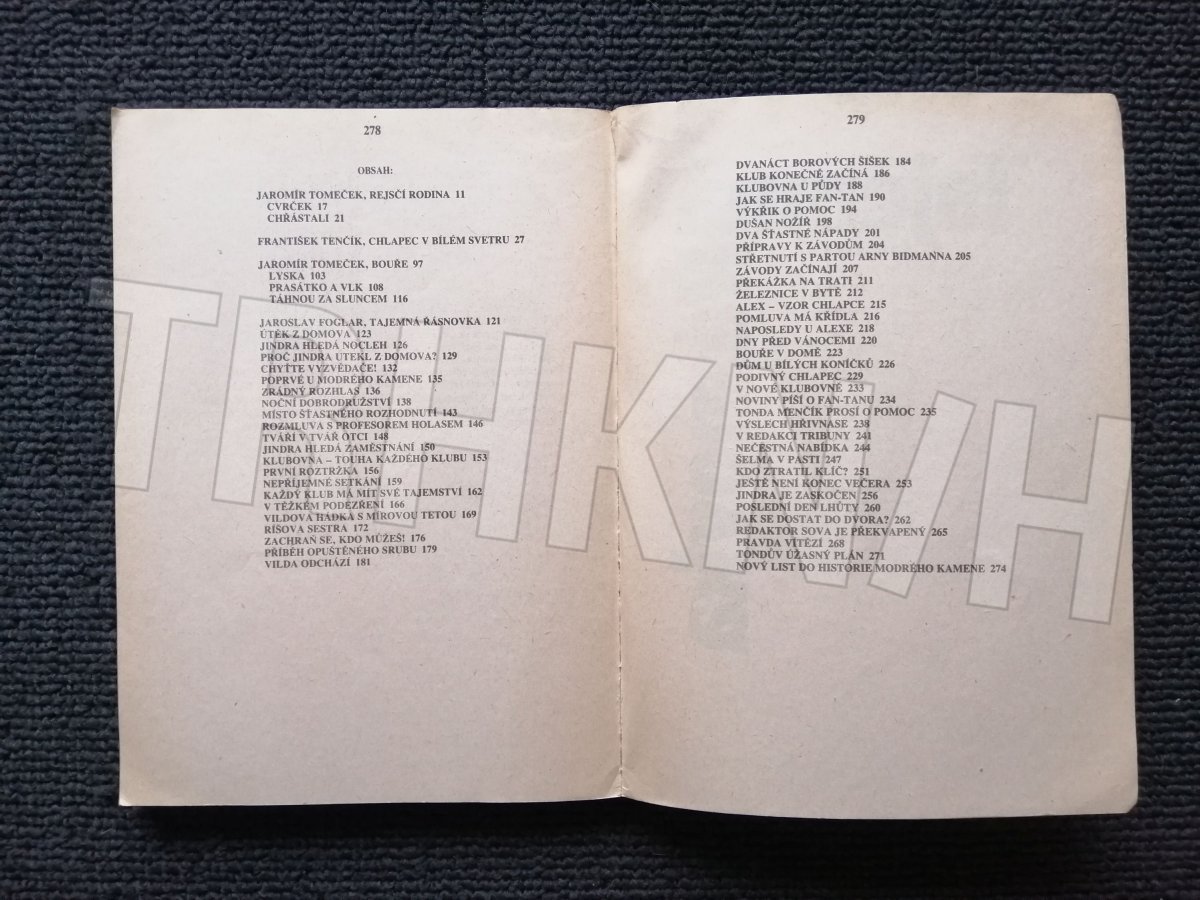 278
OBSAH:
JAROMÍR TOMEČEK, REJSČÍ RODINA 11
CVRČEK 17
CHŘÁSTALI 21
FRANTIŠEK TENČÍK, CHLAPEC V BÍLÉM SVETRU 27
JAROMÍR TOMEČEK, BOUŘE 97
LYSKA 103
PRASÁTKO A VLK 108
TÁHNOU ZA SLUNCEM 116
JAROSLAV FOGLAR, TAJEMNÁ ŘÁSNOVKA 121
ÚTĚK Z DOMOVA 123
JINDRA HLEDÁ NOCLEH 126
PROČ JINDRA UTEKL Z DOMOVA? 129
CHYŤTE VYZVĚDAČE! 132
POPRVÉ U MODRÉHO KAMENE 135
ZRÁDNÝ ROZHLAS 136
NOČNÍ DOBRODRUŽSTVÍ 138
MÍSTO ŠŤASTNÉHO ROZHODNUTÍ 143
ROZMLUVA S PROFESOREM HOLASEM 146
TVÁŘÍ V TVÁŘ OTCI 148
JINDRA HLEDÁ ZAMĚSTNÁNÍ 150
KLUBOVNA – TOUHA KAŽDÉHO KLUBU 153
PRVNÍ ROZTRŽKA 156
NEPŘÍJEMNÉ SETKÁNÍ 159
KAŽDÝ KLUB MÁ MÍT SVÉ TAJEMSTVÍ 162
V TĚŽKÉM PODEZŘENÍ 166
VILDOVA HÁDKA S MÍROVOU TETOU 169
RÍŠOVA SESTRA 172
ZACHRAŇ SE, KDO MŮŽEŠ! 176
PŘÍBĚH OPUŠTĚNÉHO SRUBU 179
VILDA ODCHÁZÍ 181
279
DVANÁCT BOROVÝCH ŠIŠEK 184
KLUB KONEČNĚ ZAČÍNÁ 186
KLUBOVNA U PŮDY 188
JAK SE HRAJE FAN-TAN 190
VÝKŘIK O POMOC 194
DUŠAN NOŽÍŘ 198
DVA ŠŤASTNÉ NÁPADY 201
PŘÍPRAVY K ZÁVODŮM 204
STŘETNUTÍ S PARTOU ARNY BIDMANNA 205
ZÁVODY ZAČÍNAJÍ 207
PŘEKÁŽKA NA TRATI 211
ŽELEZNICE V BYTĚ 212
ALEX – VZOR CHLAPCE 215
POMLUVA MÁ KŘÍDLA 216
NAPOSLEDY U ALEXE 218
DNY PŘED VÁNOCEMI 220
BOUŘE V DOMĚ 223
DŮM U BÍLÝCH KONÍČKŮ 226
PODIVNÝ CHLAPEC 229
V NOVÉ KLUBOVNĚ 233
NOVINY PÍŠÍ O FAN-TANU 234
TONDA MENČÍK PROSÍ O POMOC 235
VÝSLECH HŘIVNÁSE 238
V REDAKCI TRIBUNY 241
NEČESTNÁ NABÍDKA 244
ŠELMA V PASTI 247
KDO ZTRATIL KLÍČ? 251
JEŠTĚ NENÍ KONEC VEČERA 253
JINDRA JE ZASKOČEN 256
POSLEDNÍ DEN LHŮTY 260
JAK SE DOSTAT DO DVORA? 262
REDAKTOR SOVA JE PŘEKVAPENÝ 265
PRAVDA VÍTĚZÍ 268
TONDŮV ÚŽASNÝ PLÁN 271
NOVÝ LIST DO HISTORIE MODRÉHO KAMENE 274